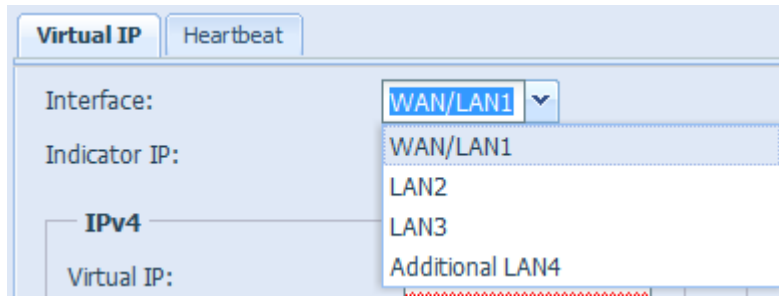 Virtual IP Heartbeat
Interface: WAN/LAN1
WAN/LAN1
Indicator IP:
LAN2
LAN3
IPv4
Additional LAN4
Virtual IP: